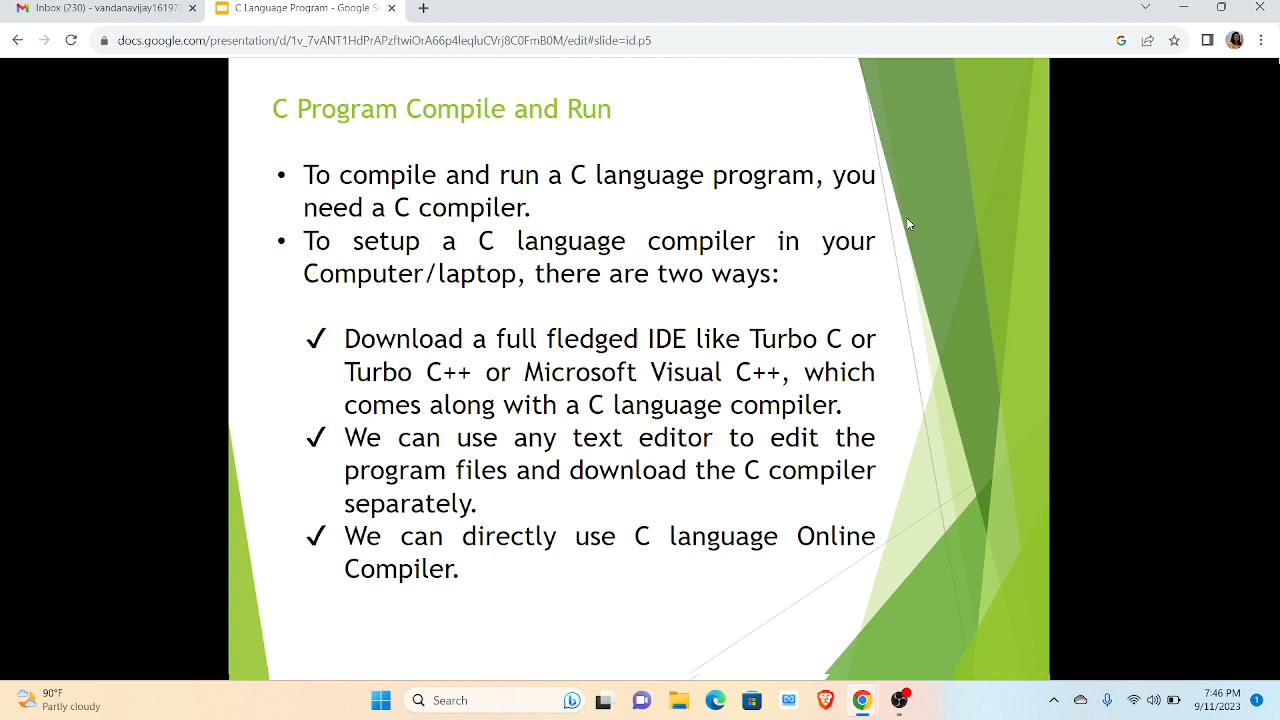 Inbox (230) - vandanavijay16197
C Language Program - Google Sl
docs.google.com/presentation/d/1v_7vANT1HdPrAPzftwiOrA66p4leqluCVrj8C0FrnB0M/edit#slide=id.p5
C Program Compile and Run
• To compile and run a C language program, you
need a C compiler.
• To setup a C language compiler in your
Computer/laptop, there are two ways:
✓ Download a full fledged IDE like Turbo C or
Turbo C++ or Microsoft Visual C++, which
comes along with a C language compiler.
✓ We can use any text editor to edit the
program files and download the C compiler
separately.
✓ We can directly use C language Online
Compiler.
90°F
Partly cloudy
Search
7:46 PM
9/11/2023
1